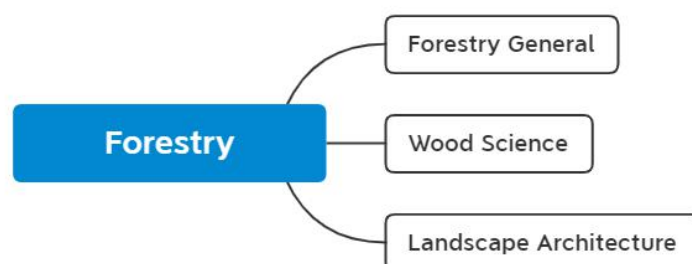 Forestry
Forestry General
Wood Science
Landscape Architecture